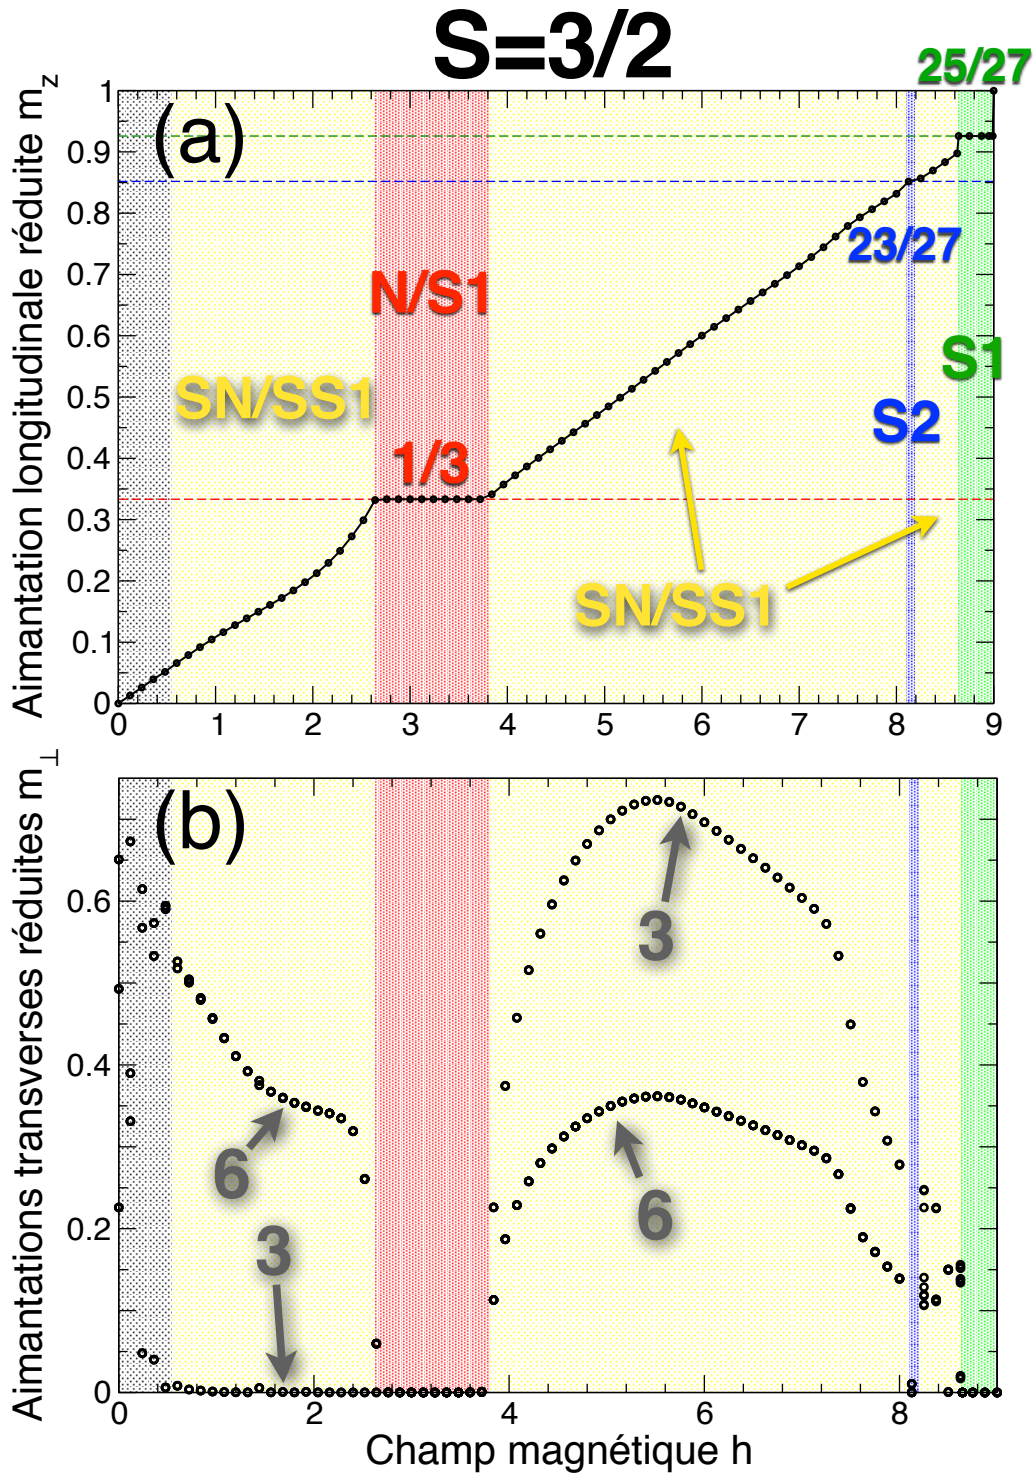 S=3/2
25/27
Aimantation longitudinale réduite m_z
1
0.9
0.8
0.7
0.6
0.5
0.4
0.3
0.2
0.1
0
(a)
N/S1
23/27
SN/SS1
1/3
S1
S2
SN/SS1
0 1 2 3 4 5 6 7 8 9
Aimantations transverses réduites m_⊥
0.6
0.4
0.2
0
(b)
3
6
6
3
0 2 4 6 8
Champ magnétique h